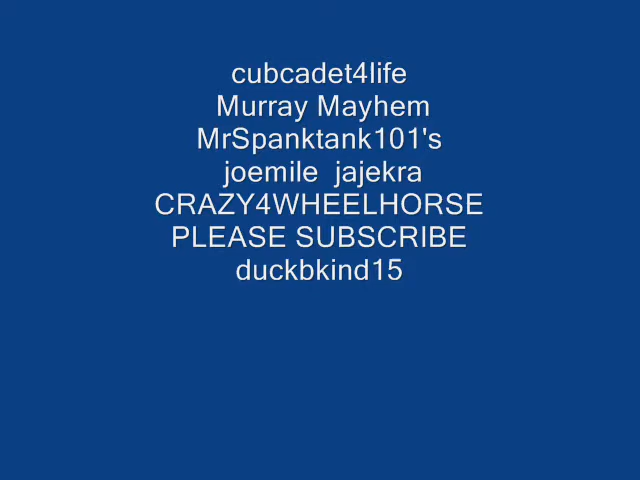 cubcadet4life
Murray Mayhem
MrSpanktank101's
joemile  jajekra
CRAZY4WHEELHORSE
PLEASE SUBSCRIBE
duckbkind15